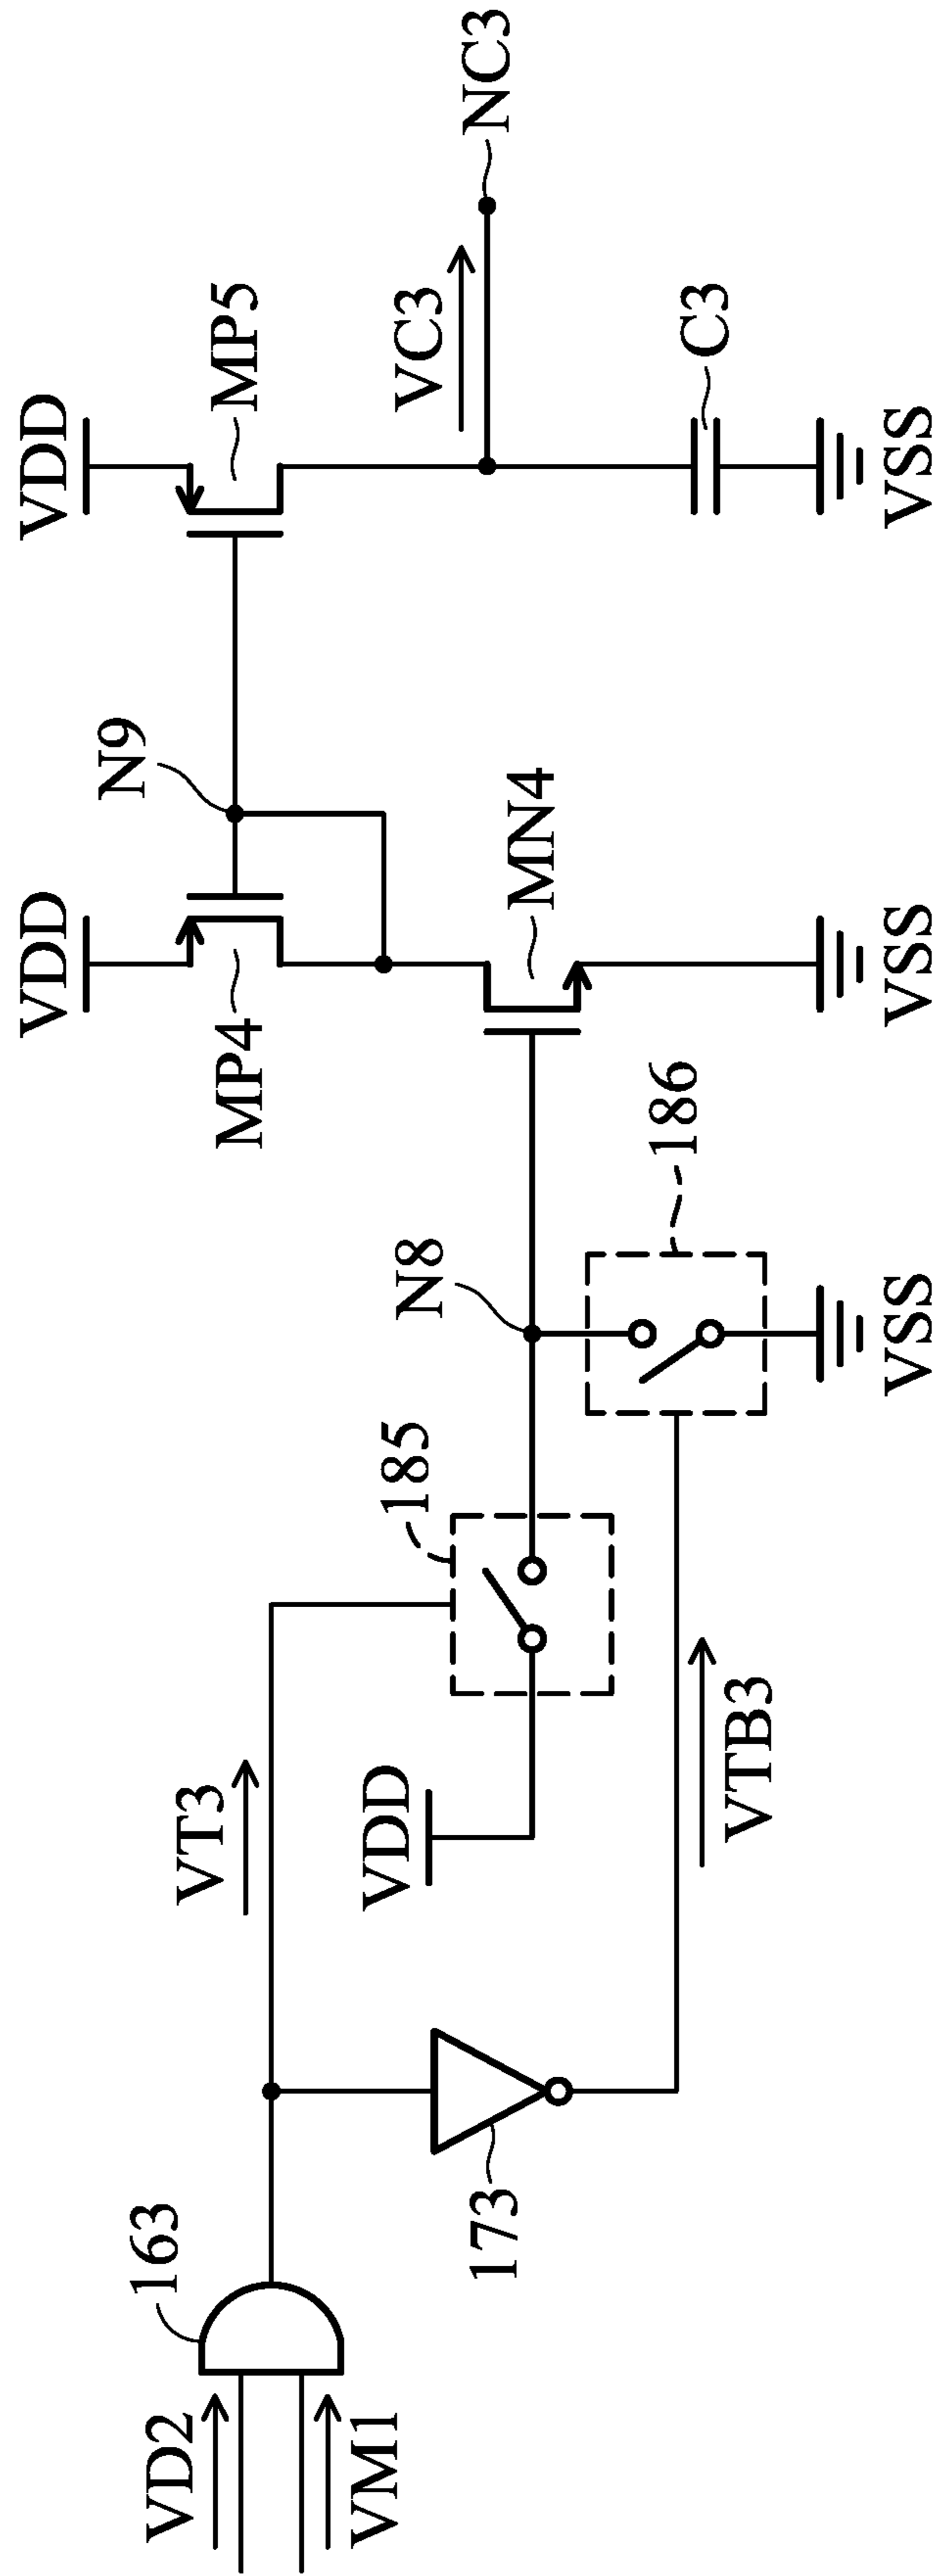 VD2
VM1
163
VT3
173
VTB3
VDD
185
N8
186
VSS
VDD
MP4
N9
MN4
VSS
VDD
MP5
VC3
NC3
C3
VSS